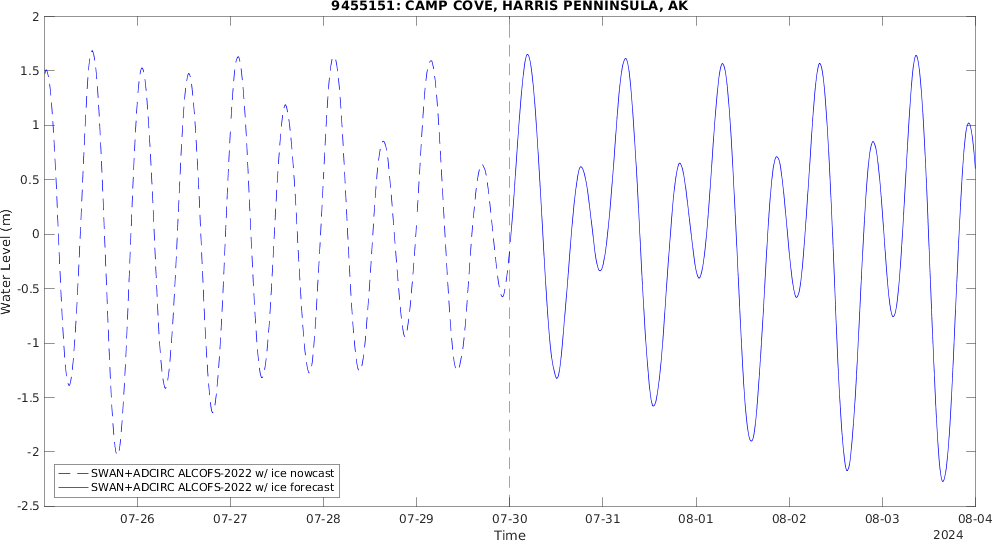 9455151: CAMP COVE, HARRIS PENNINSULA, AK
2
1.5
1
0.5
0
-0.5
-1
-1.5
-2
-2.5
Water Level (m)
SWAN+ADCIRC ALCOFS-2022 w/ ice nowcast
SWAN+ADCIRC ALCOFS-2022 w/ ice forecast
07-26 07-27 07-28 07-29 07-30 07-31 08-01 08-02 08-03 08-04
Time
2024